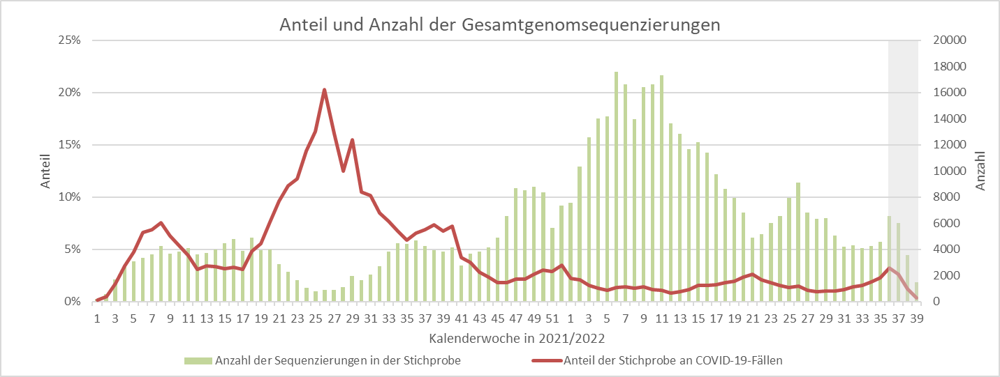 Anteil und Anzahl der Gesamtgenomsequenzierungen
25%
20%
15%
10%
5%
0%
Anteil
20000
18000
16000
14000
12000
10000
8000
6000
4000
2000
0
Anzahl
1 3 5 7 9 11 13 15 17 19 21 23 25 27 29 31 33 35 37 39 41 43 45 47 49 51 1 3 5 7 9 11 13 15 17 19 21 23 25 27 29 31 33 35 37 39
Kalenderwoche in 2021/2022
Anzahl der Sequenzierungen in der Stichprobe Anteil der Stichprobe an COVID-19-Fällen